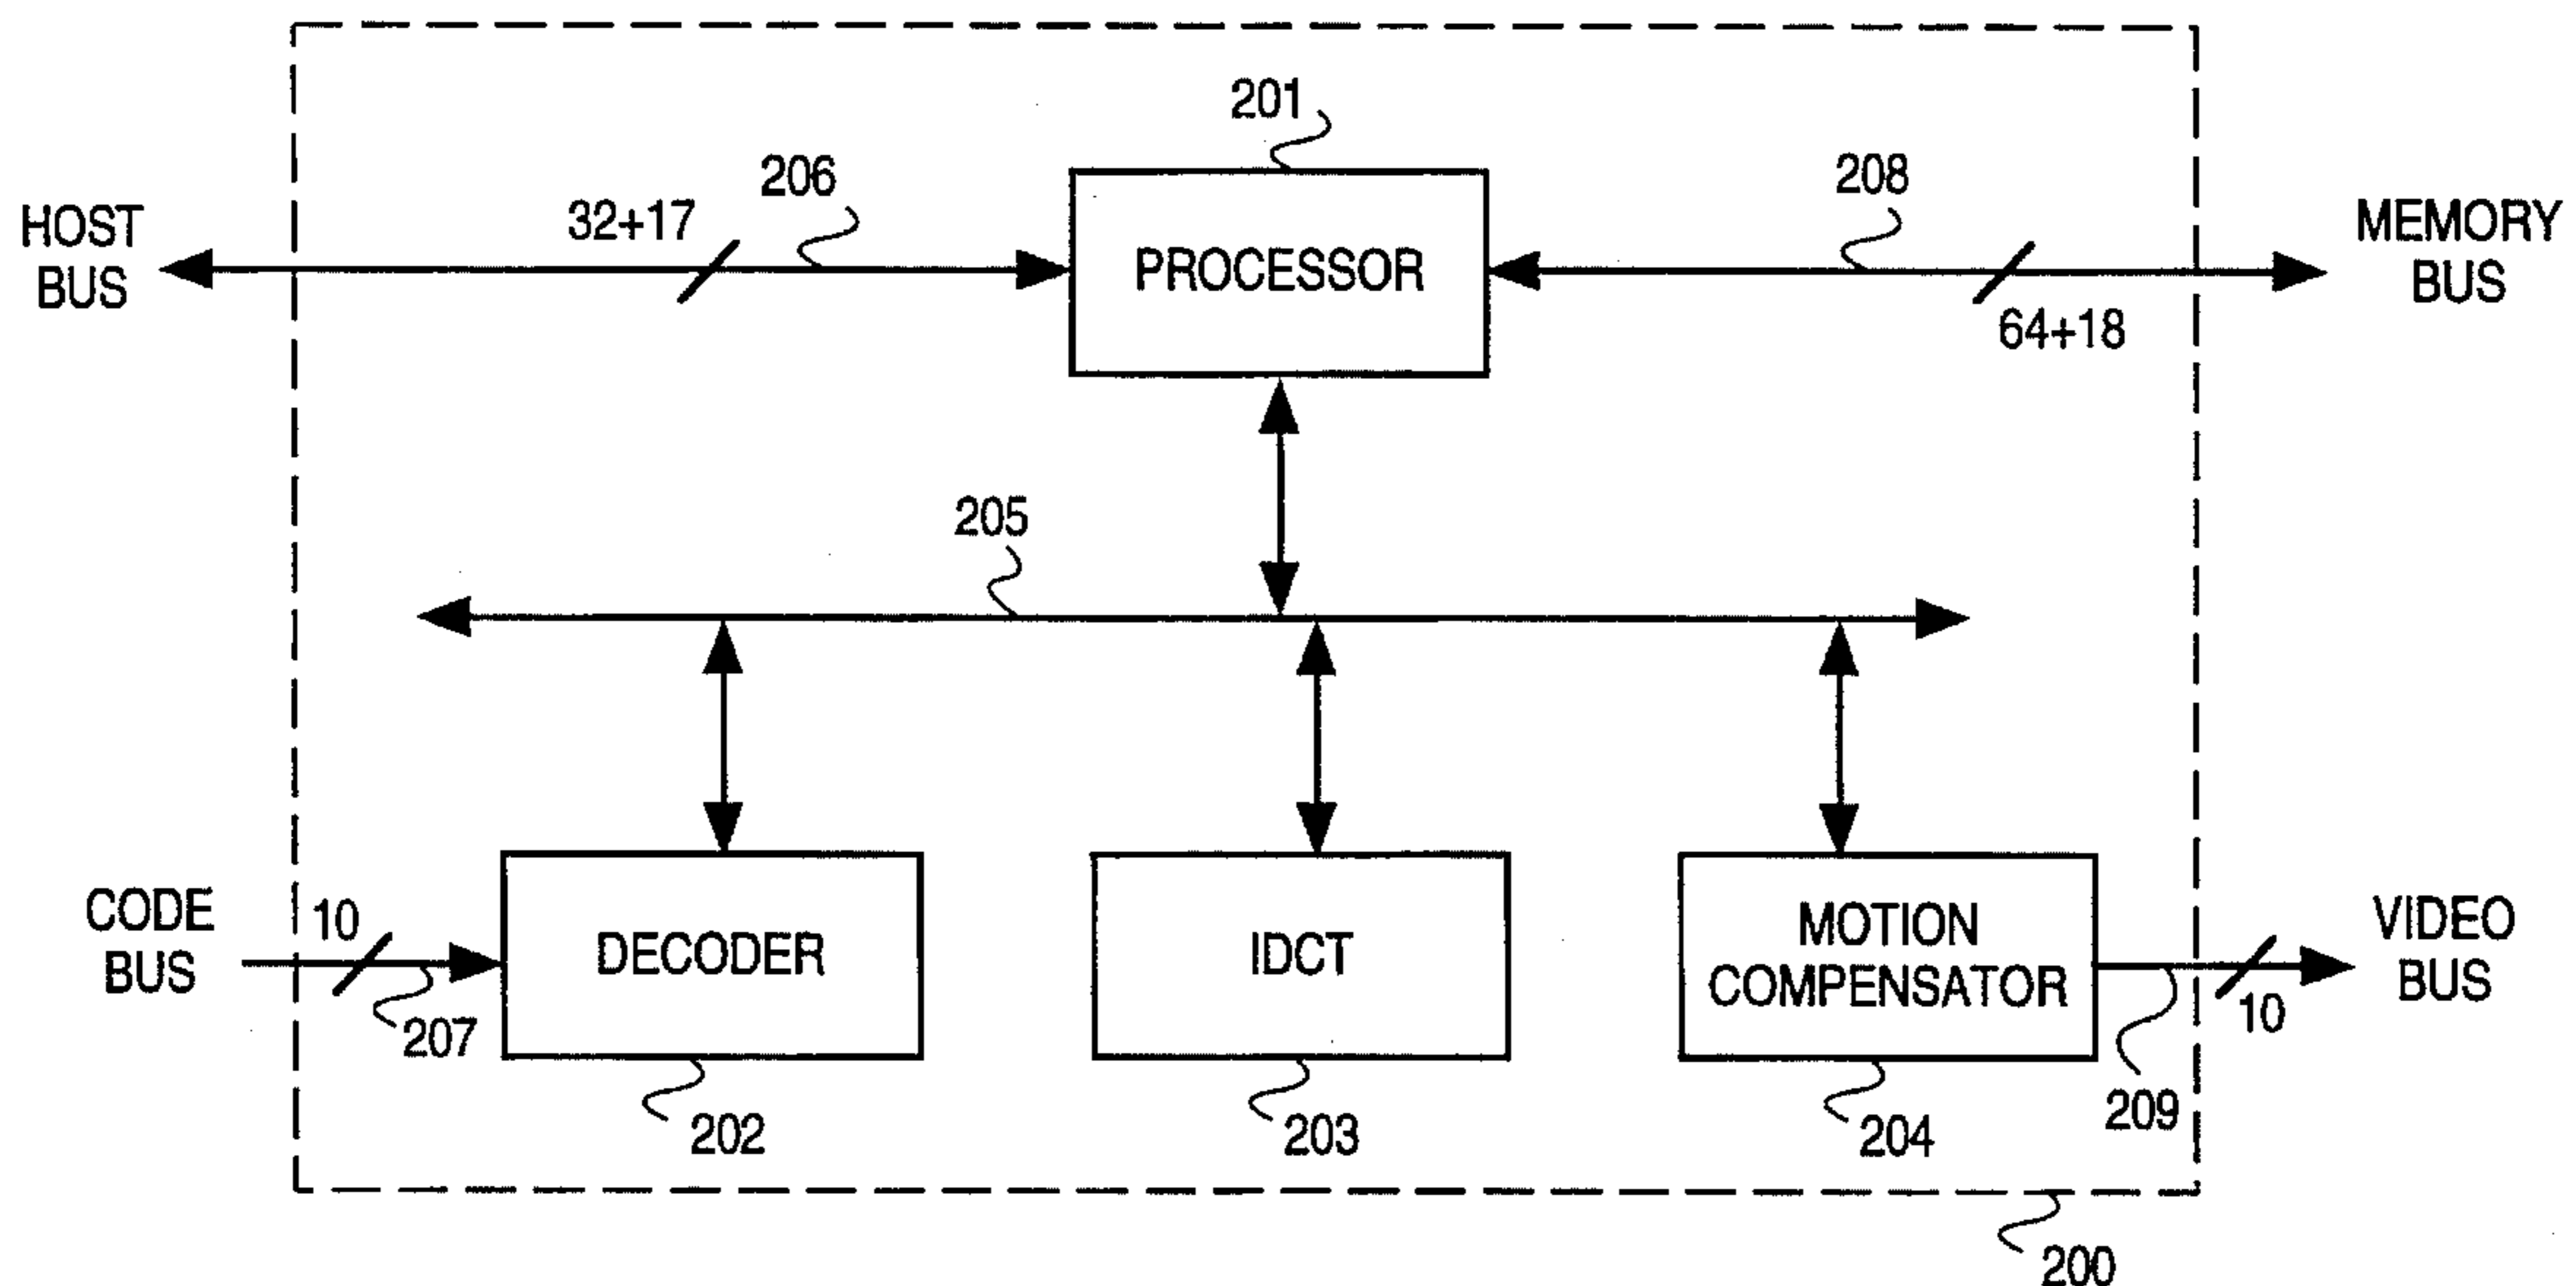 201
206
208
HOST
BUS
32+17
PROCESSOR
MEMORY
BUS
64+18
205
CODE
BUS
10
207
DECODER
IDCT
MOTION
COMPENSATOR
VIDEO
BUS
10
209
202
203
204
200